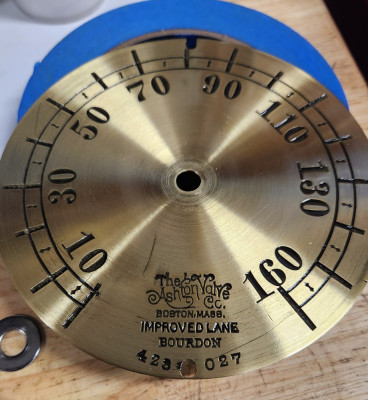 10
30
50
70
90
110
130
160
The
Ashton Valve
Co.
BOSTON, MASS.
IMPROVED LANE
BOURDON
027